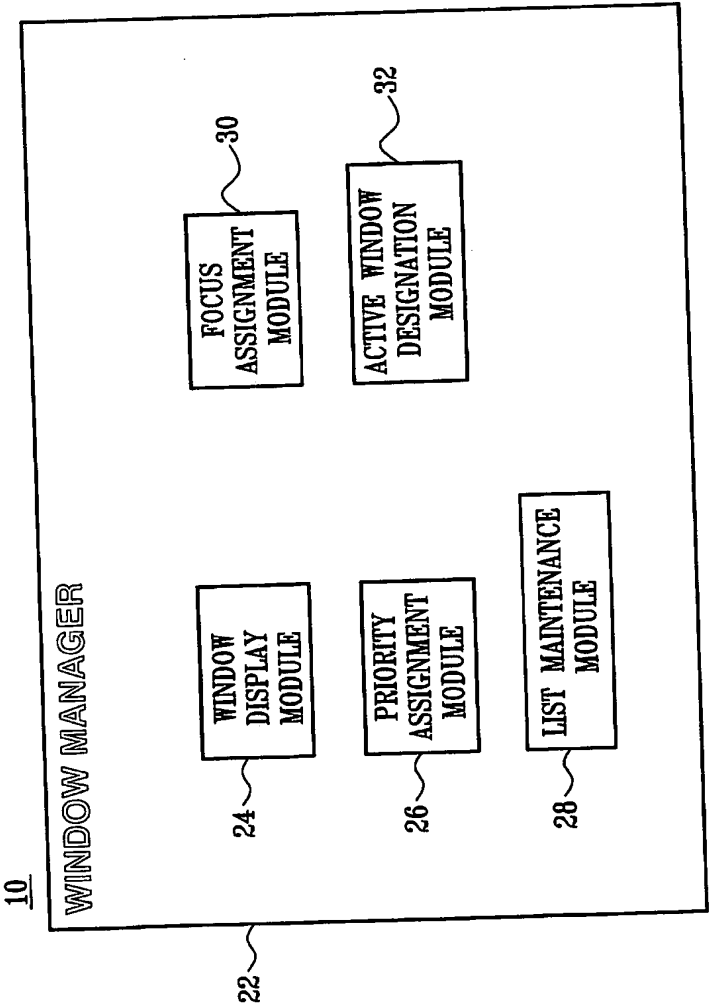 10
WINDOW MANAGER
22
24
WINDOW
DISPLAY
MODULE
FOCUS
ASSIGNMENT
MODULE
30
26
PRIORITY
ASSIGNMENT
MODULE
ACTIVE WINDOW
DESIGNATION
MODULE
32
28
LIST MAINTENANCE
MODULE